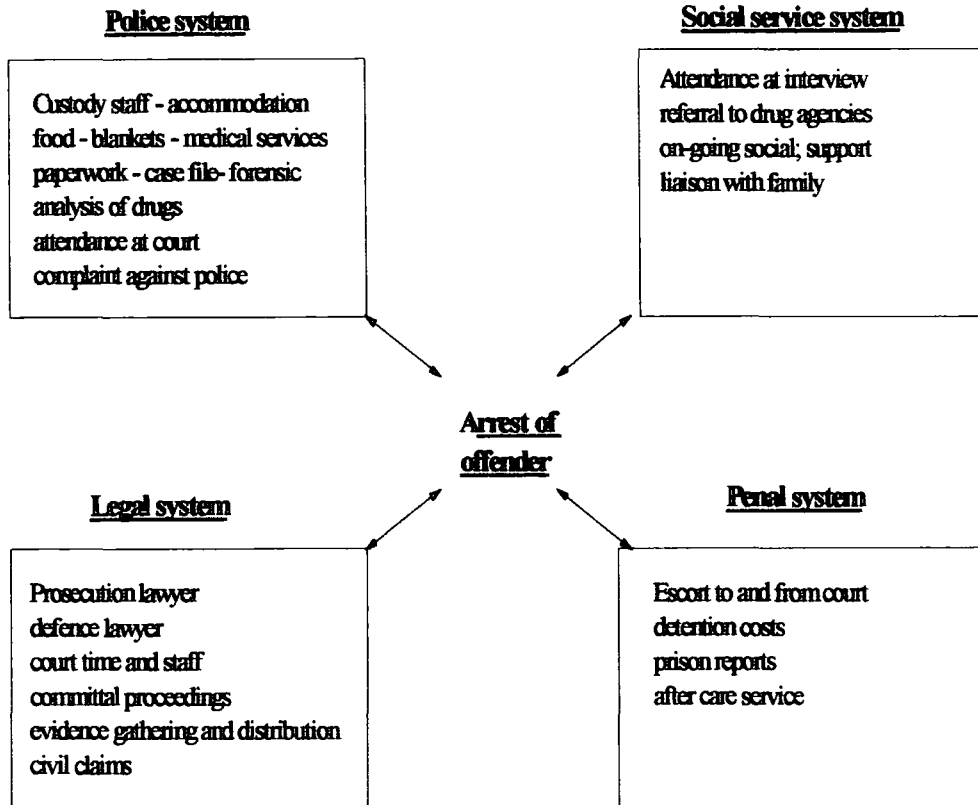 Police system
Custody staff - accommodation
food - blankets - medical services
paperwork - case file- forensic
analysis of drugs
attendance at court
complaint against police
Social service system
Attendance at interview
referral to drug agencies
on-going social; support
liaison with family
Arrest of
offender
Legal system
Prosecution lawyer
defence lawyer
court time and staff
committal proceedings
evidence gathering and distribution
civil claims
Penal system
Escort to and from court
detention costs
prison reports
after care service